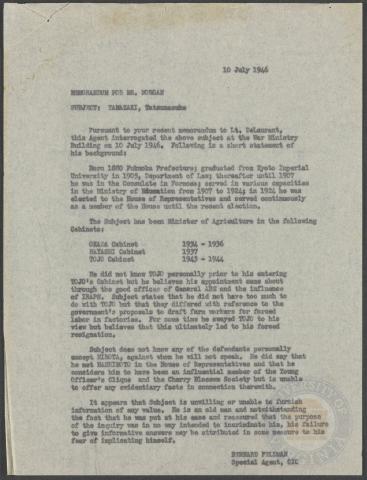 10 July 1946
MEMORANDUM FOR MR. DORGAN
SUBJECT: YAMAZAKI, Tatsunosuke
Pursuant to your recent memorandum to Lt. DeLaurant,
this Agent interrogated the above subject at the War Ministry
Building on 10 July 1946. Following is a short statement of
his background:
Born 1880 Fukuoka Prefecture; graduated from Kyoto Imperial
University in 1905, Department of Law; thereafter until 1907
he was in the Consulate in Formosa; served in various capacities
in the Ministry of Education from 1907 to 1924; in 1924 he was
elected to the House of Representatives and served continuously
as a member of the House until the recent election.
The Subject has been Minister of Agriculture in the following
Cabinets:
OKADA Cabinet 1934 - 1936
HAYASHI Cabinet 1937
TOJO Cabinet 1943 - 1944
He did not know TOJO personally prior to his entering
TOJO's Cabinet but he believes his appointment came about
through the good offices of General ABE and the influence
of IRAPS. Subject states that he did not have too much to
do with TOJO but that they differed with reference to the
government's proposals to draft farm workers for forced
labor in factories. For some time he swayed TOJO to his
view but believes that this ultimately led to his forced
resignation.
Subject does not know any of the defendants personally
except HIROTA, against whom he will not speak. He did say that
he met HASHIMOTO in the House of Representatives and that he
considers him to have been an influential member of the Young
Officer's Clique and the Cherry Blossom Society but is unable
to offer any evidentiary facts in connection therewith.
It appears that Subject is unwilling or unable to furnish
information of any value. He is an old man and notwithstanding
the fact that he was put at his ease and reassured that the purpose
of the inquiry was in no way intended to incriminate him, his failure
to give informative answers may be attributed in some measure to his
fear of implicating himself.
BERNARD FELDMAN
Special Agent, CIC